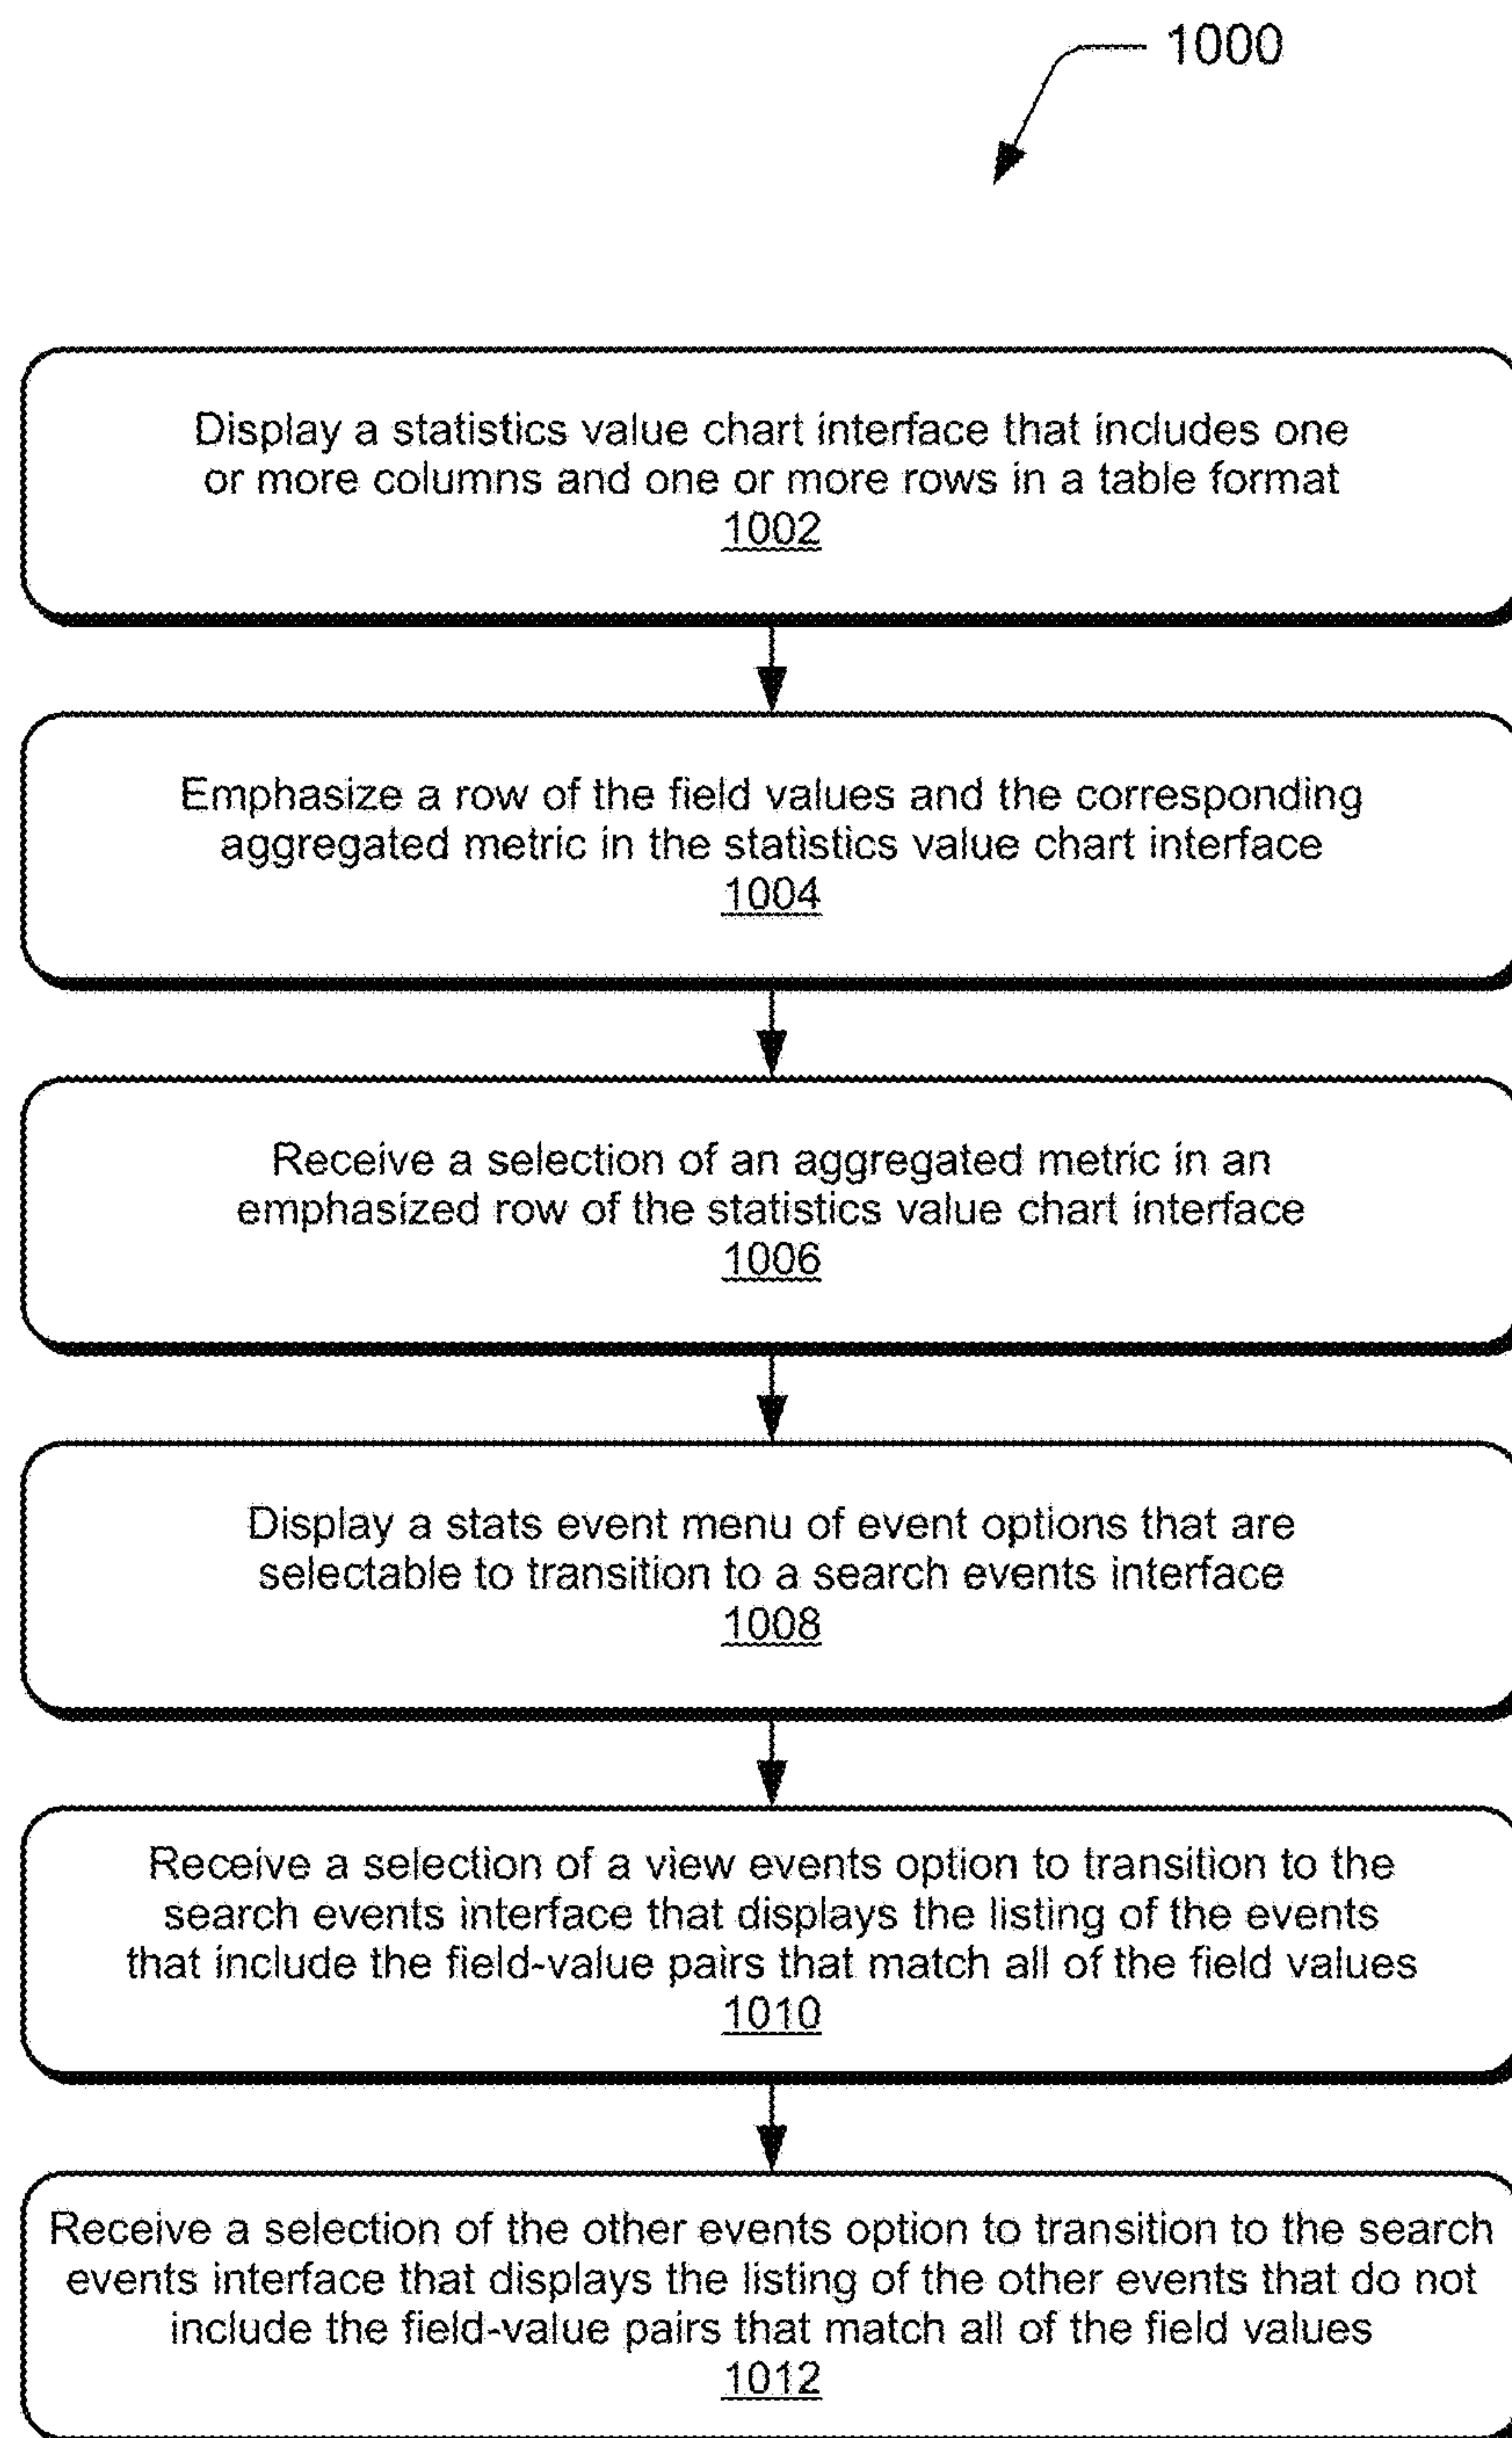 1000
Display a statistics value chart interface that includes one
or more columns and one or more rows in a table format
1002
Emphasize a row of the field values and the corresponding
aggregated metric in the statistics value chart interface
1004
Receive a selection of an aggregated metric in an
emphasized row of the statistics value chart interface
1006
Display a stats event menu of event options that are
selectable to transition to a search events interface
1008
Receive a selection of a view events option to transition to the
search events interface that displays the listing of the events
that include the field-value pairs that match all of the field values
1010
Receive a selection of the other events option to transition to the search
events interface that displays the listing of the other events that do not
include the field-value pairs that match all of the field values
1012